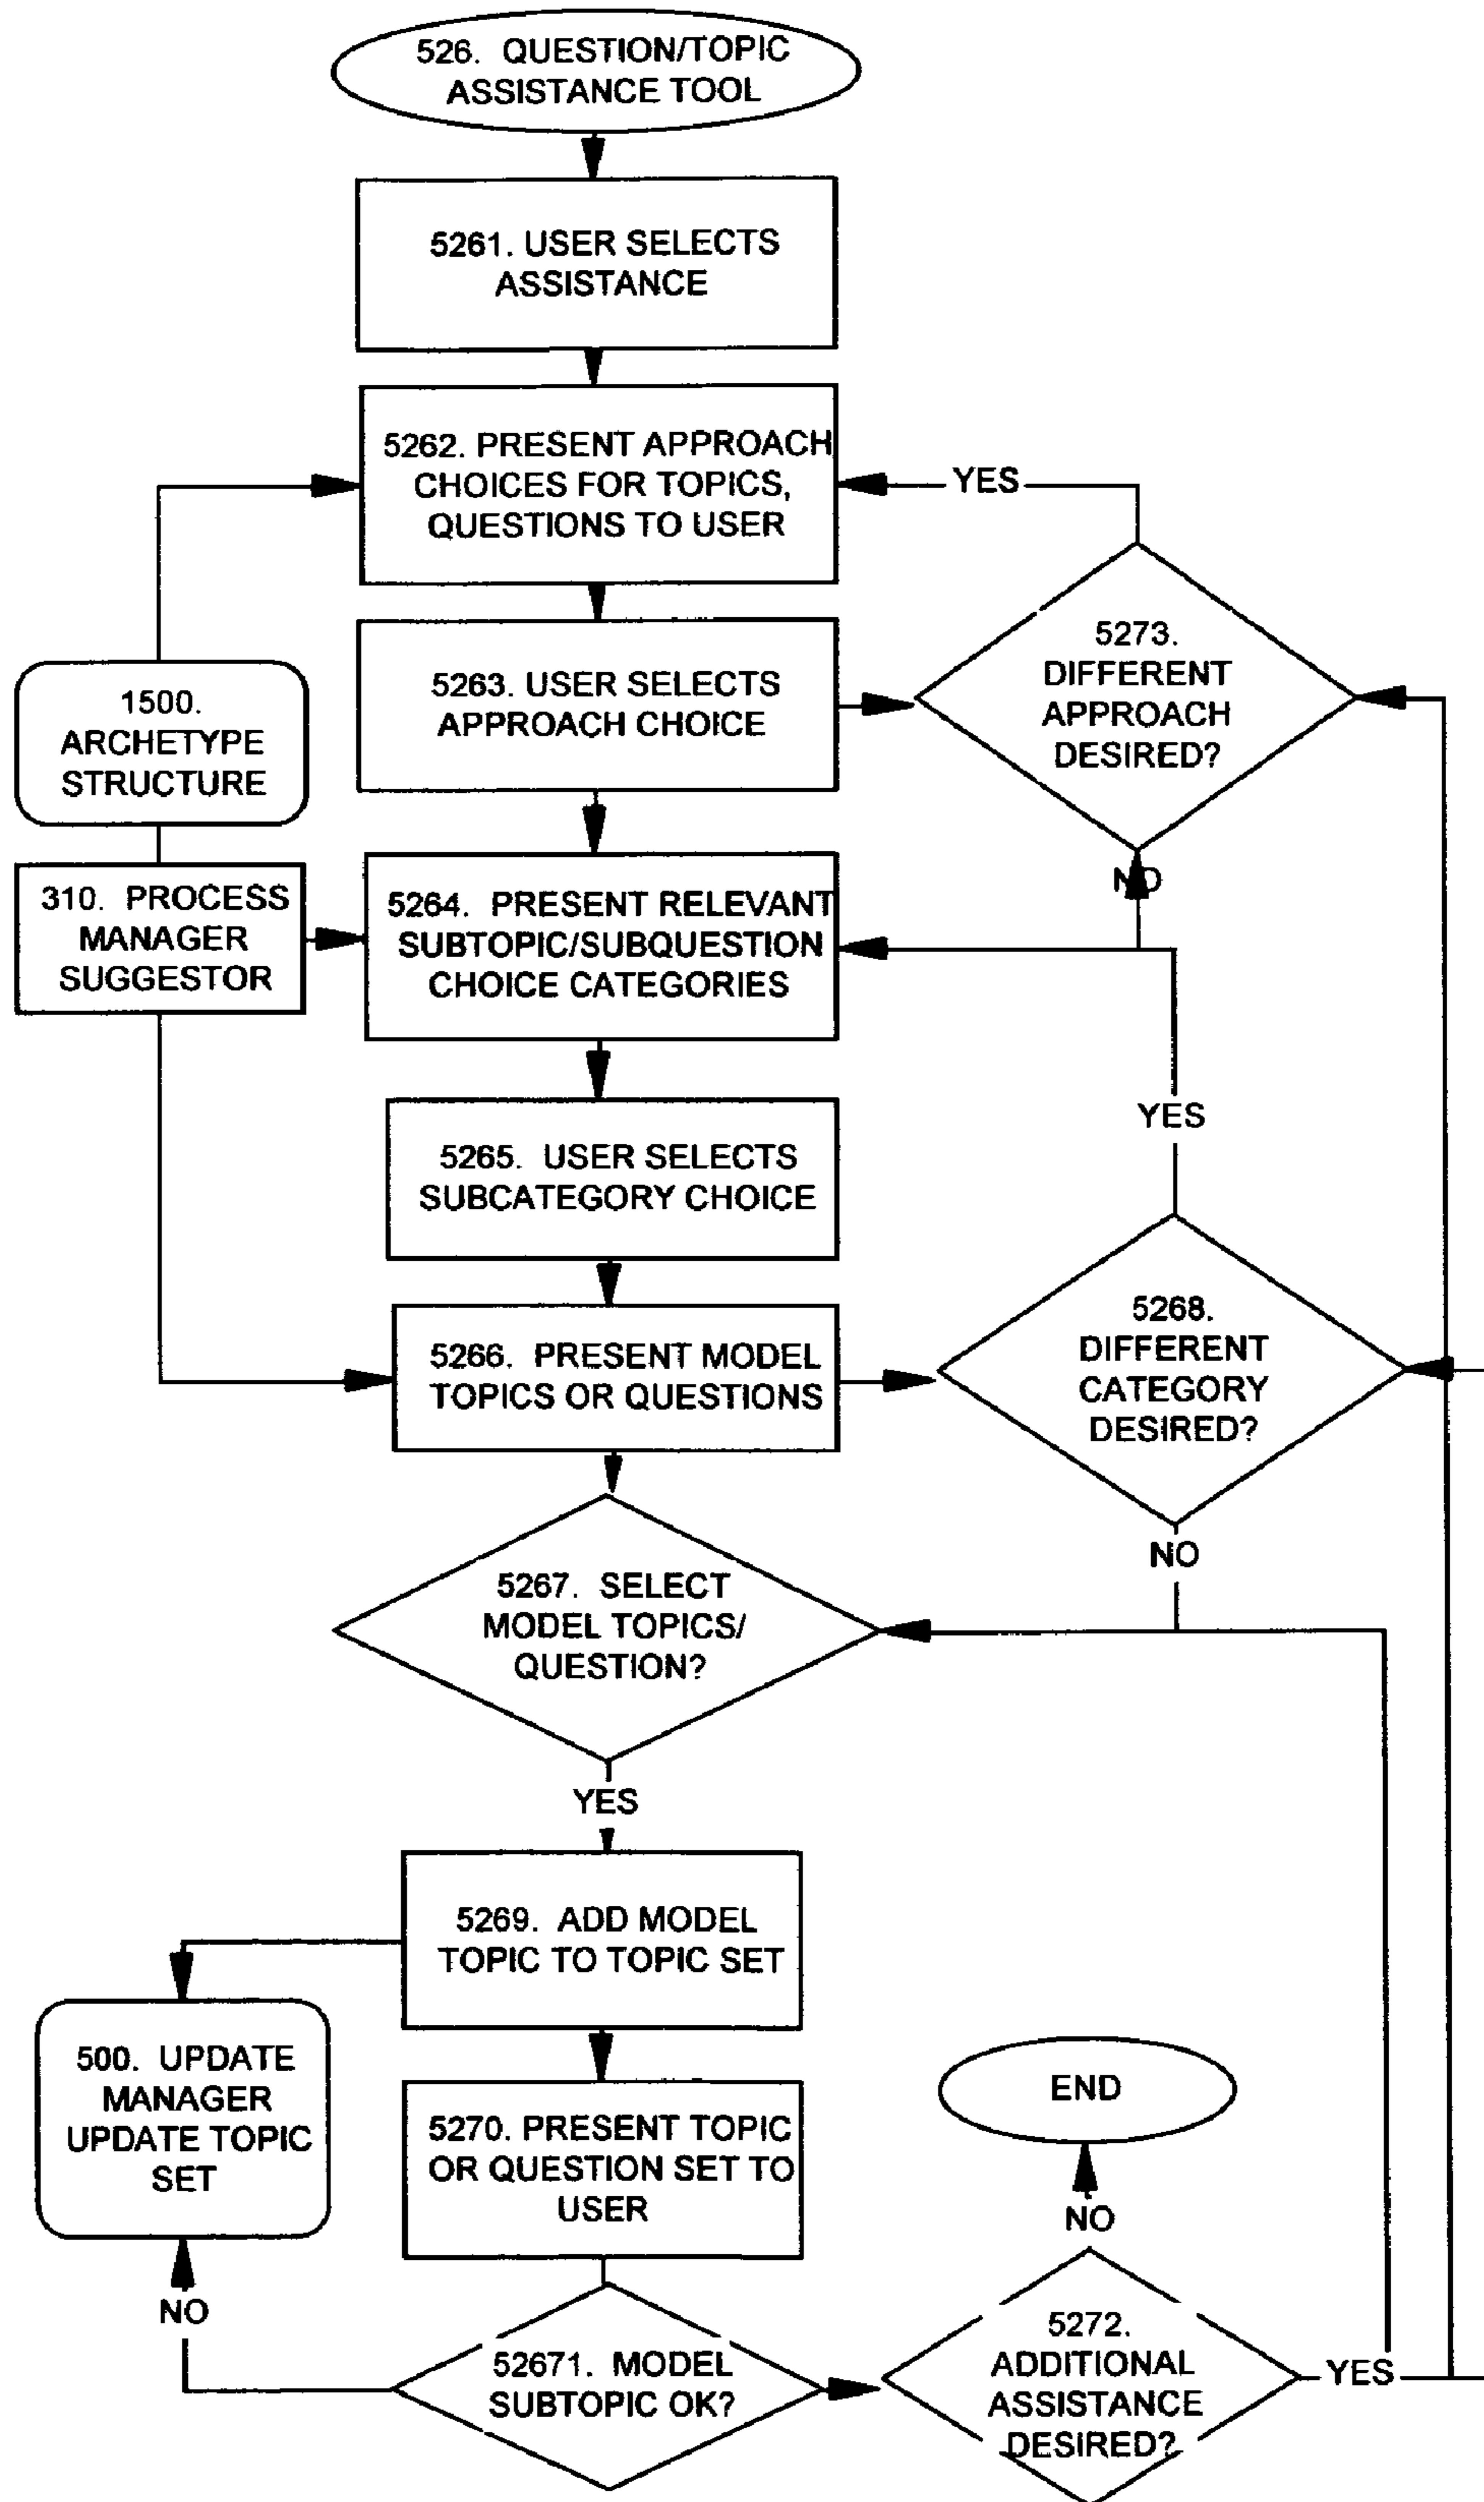 526. QUESTION/TOPIC
ASSISTANCE TOOL
5261. USER SELECTS
ASSISTANCE
5262. PRESENT APPROACH
CHOICES FOR TOPICS,
QUESTIONS TO USER
YES
5263. USER SELECTS
APPROACH CHOICE
5273.
DIFFERENT
APPROACH
DESIRED?
1500.
ARCHETYPE
STRUCTURE
NO
310. PROCESS
MANAGER
SUGGESTOR
5264. PRESENT RELEVANT
SUBTOPIC/SUBQUESTION
CHOICE CATEGORIES
YES
5265. USER SELECTS
SUBCATEGORY CHOICE
5266. PRESENT MODEL
TOPICS OR QUESTIONS
5268.
DIFFERENT
CATEGORY
DESIRED?
NO
5267. SELECT
MODEL TOPICS/
QUESTION?
YES
5269. ADD MODEL
TOPIC TO TOPIC SET
500. UPDATE
MANAGER
UPDATE TOPIC
SET
5270. PRESENT TOPIC
OR QUESTION SET TO
USER
END
NO
NO
52671. MODEL
SUBTOPIC OK?
5272.
ADDITIONAL
ASSISTANCE
DESIRED?
YES